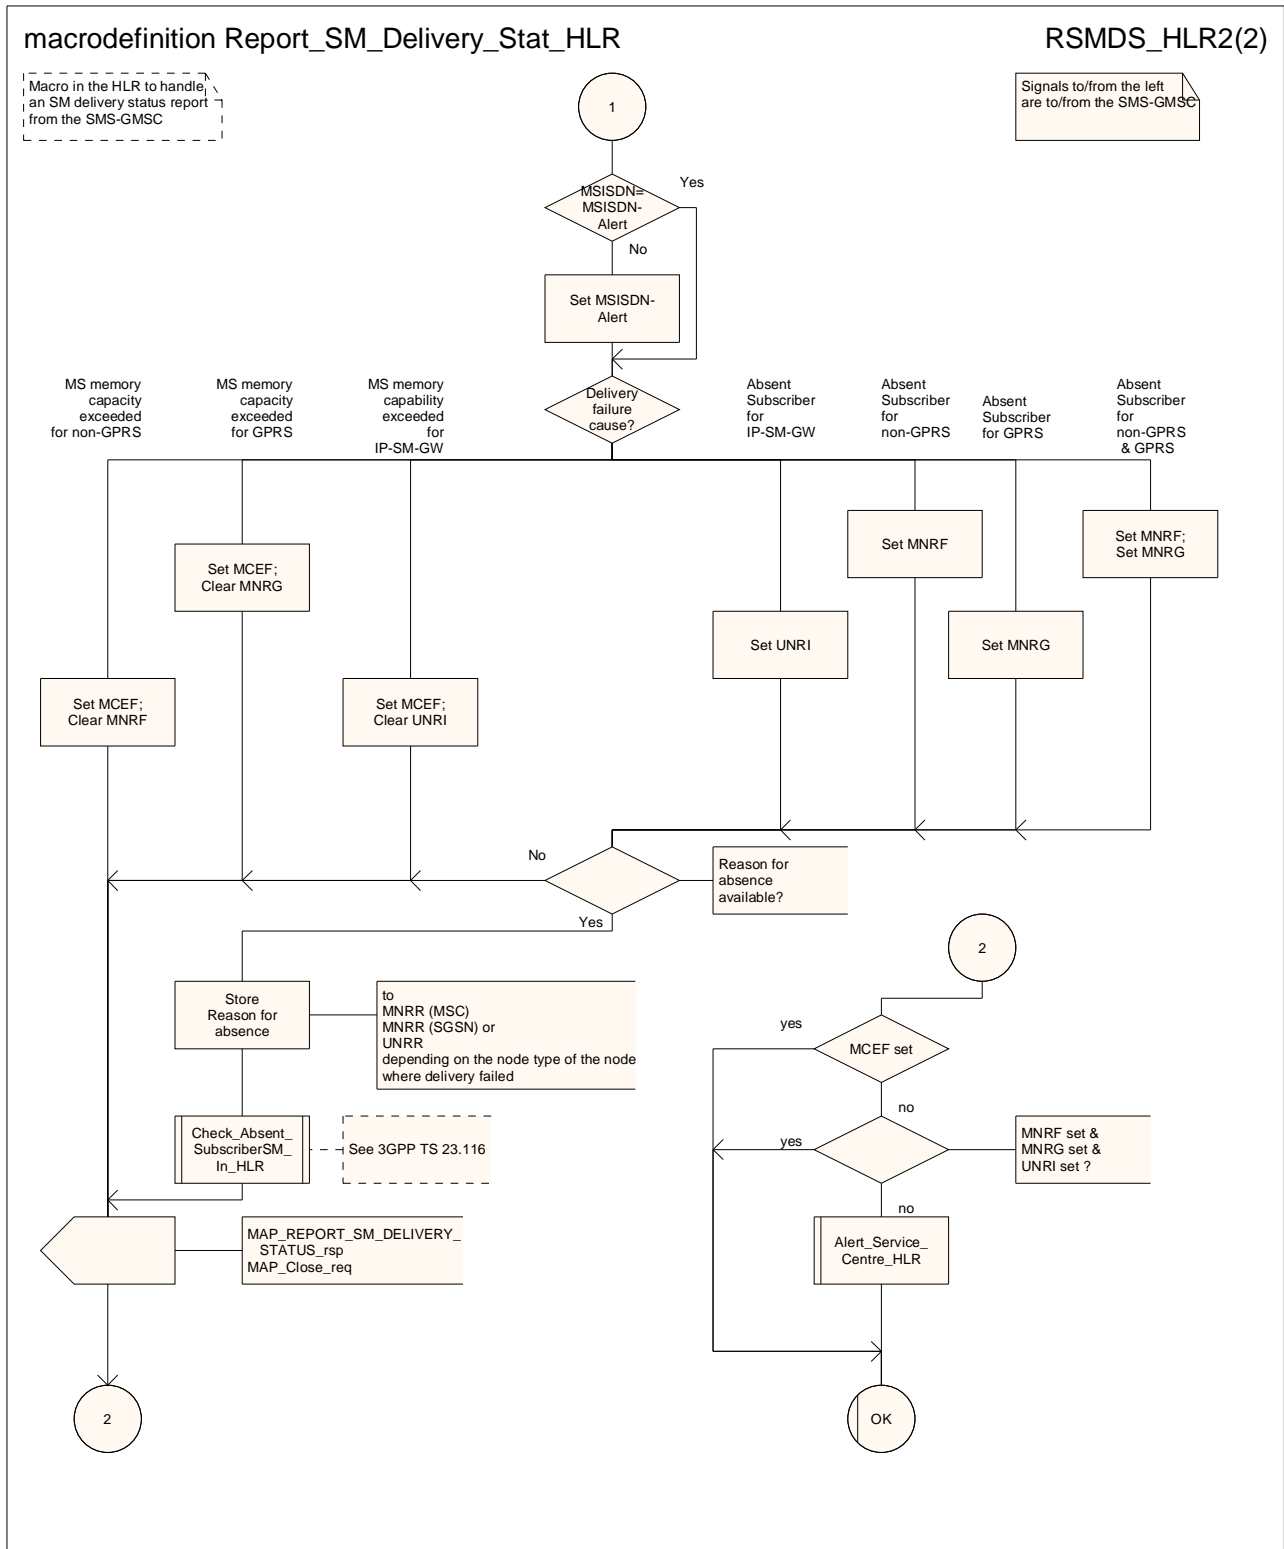 macrodefinition Report_SM_Delivery_Stat_HLR
RSMDS_HLR2(2)
Macro in the HLR to handle
an SM delivery status report
from the SMS-GMSC
Signals to/from the left
are to/from the SMS-GMSC
1
MSISDN=
MSISDN-
Alert
Yes
No
Set MSISDN-
Alert
Delivery
failure
cause?
MS memory
capacity
exceeded
for non-GPRS
MS memory
capacity
exceeded
for GPRS
MS memory
capability
exceeded
for
IP-SM-GW
Absent
Subscriber
for
IP-SM-GW
Absent
Subscriber
for
non-GPRS
Absent
Subscriber
for GPRS
Absent
Subscriber
for
non-GPRS
& GPRS
Set MCEF;
Clear MNRG
Set MNRF
Set MNRF;
Set MNRG
Set UNRI
Set MNRG
Set MCEF;
Clear MNRF
Set MCEF;
Clear UNRI
No
Reason for
absence
available?
Yes
Store
Reason for
absence
to
MNRR (MSC)
MNRR (SGSN) or
UNRR
depending on the node type of the node
where delivery failed
Check_Absent_
SubscriberSM_
In_HLR
See 3GPP TS 23.116
MAP_REPORT_SM_DELIVERY_
STATUS_rsp
MAP_Close_req
2
2
yes
MCEF set
no
yes
MNRF set &
MNRG set &
UNRI set ?
no
Alert_Service_
Centre_HLR
OK